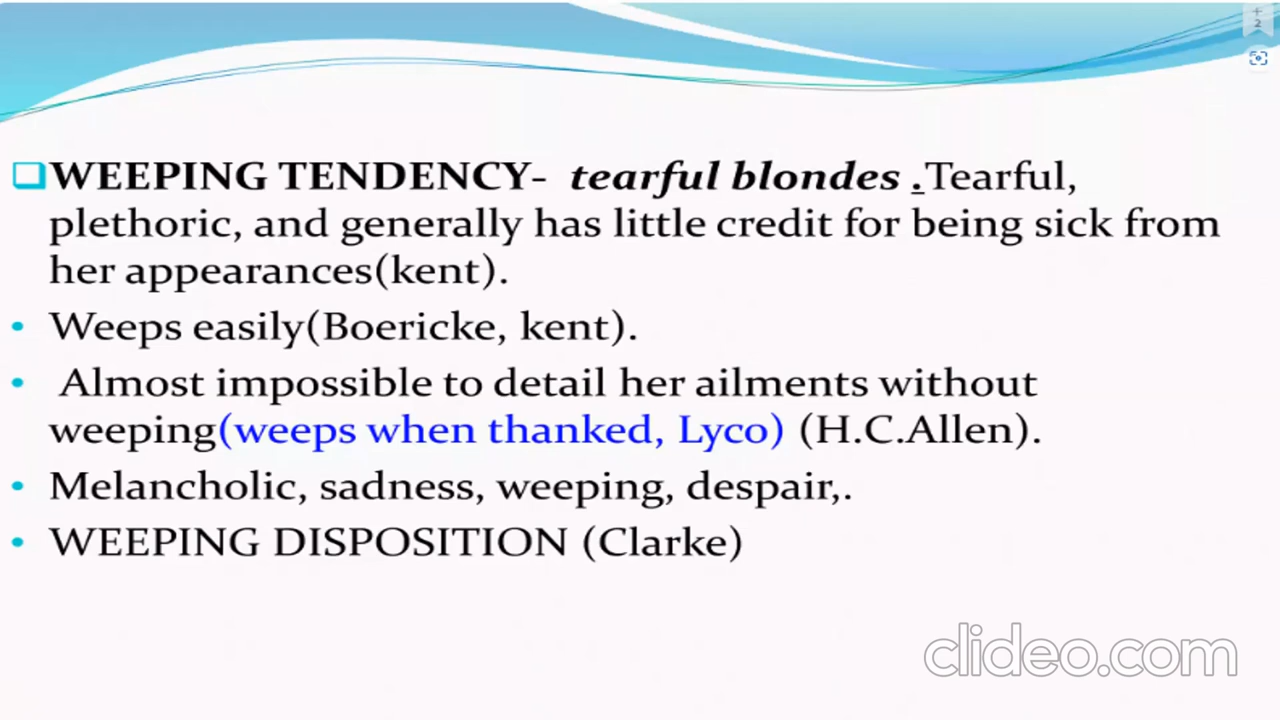 +
2
WEEPING TENDENCY- tearful blondes .Tearful,
plethoric, and generally has little credit for being sick from
her appearances(kent).
• Weeps easily(Boericke, kent).
• Almost impossible to detail her ailments without
weeping(weeps when thanked, Lyco) (H.C.Allen).
• Melancholic, sadness, weeping, despair,.
• WEEPING DISPOSITION (Clarke)
clideo.com